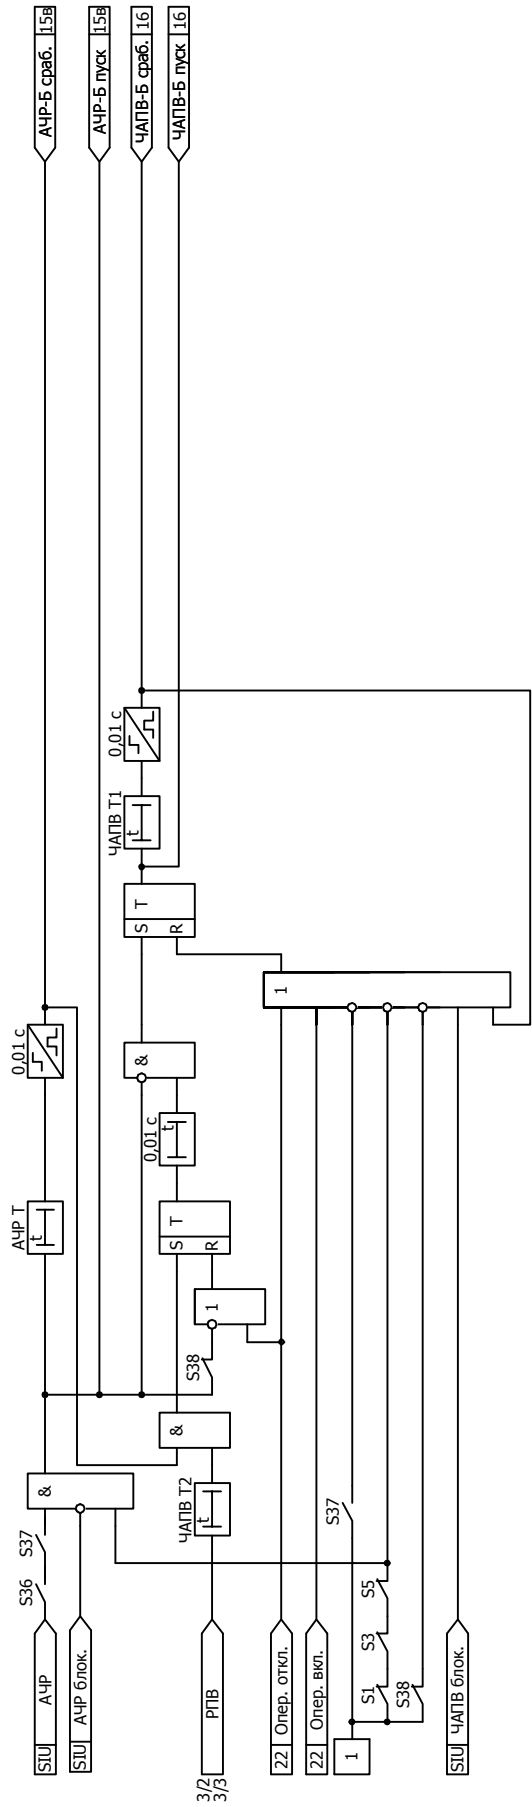 SIU АЧР
SIU АЧР блок.
S36
S37
&
АЧР Т
t
0,01 с
АЧР-Б сраб. 15в
АЧР-Б пуск 15в
ЧАПВ-Б сраб. 16
ЧАПВ-Б пуск 16
3/2
3/3
РПВ
ЧАПВ Т2
t
&
S38
1
S T
R
0,01 с
t
&
S T
R
ЧАПВ Т1
t
0,01 с
22 Опер. откл.
22 Опер. вкл.
1
S1
S3
S5
S37
S38
SIU ЧАПВ блок.
1